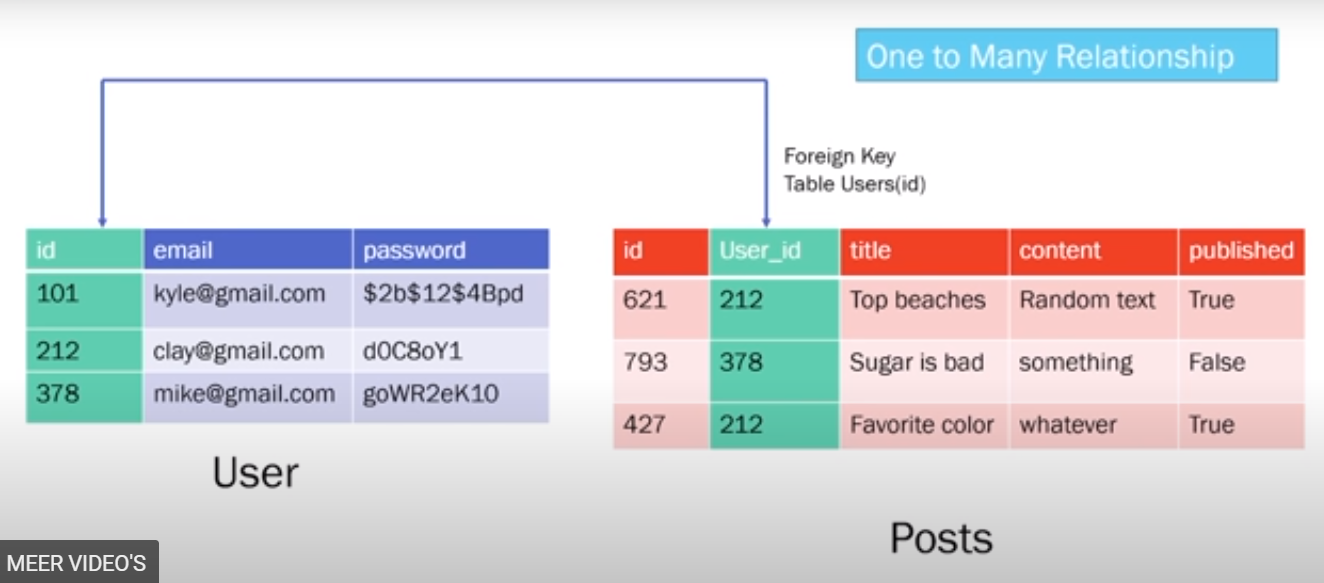 One to Many Relationship
Foreign Key
Table Users(id)
id email password
101 kyle@gmail.com $2b$12$4Bpd
212 clay@gmail.com d0C8oY1
378 mike@gmail.com goWR2eK10
User
id User_id title content published
621 212 Top beaches Random text True
793 378 Sugar is bad something False
427 212 Favorite color whatever True
Posts
MEER VIDEO'S